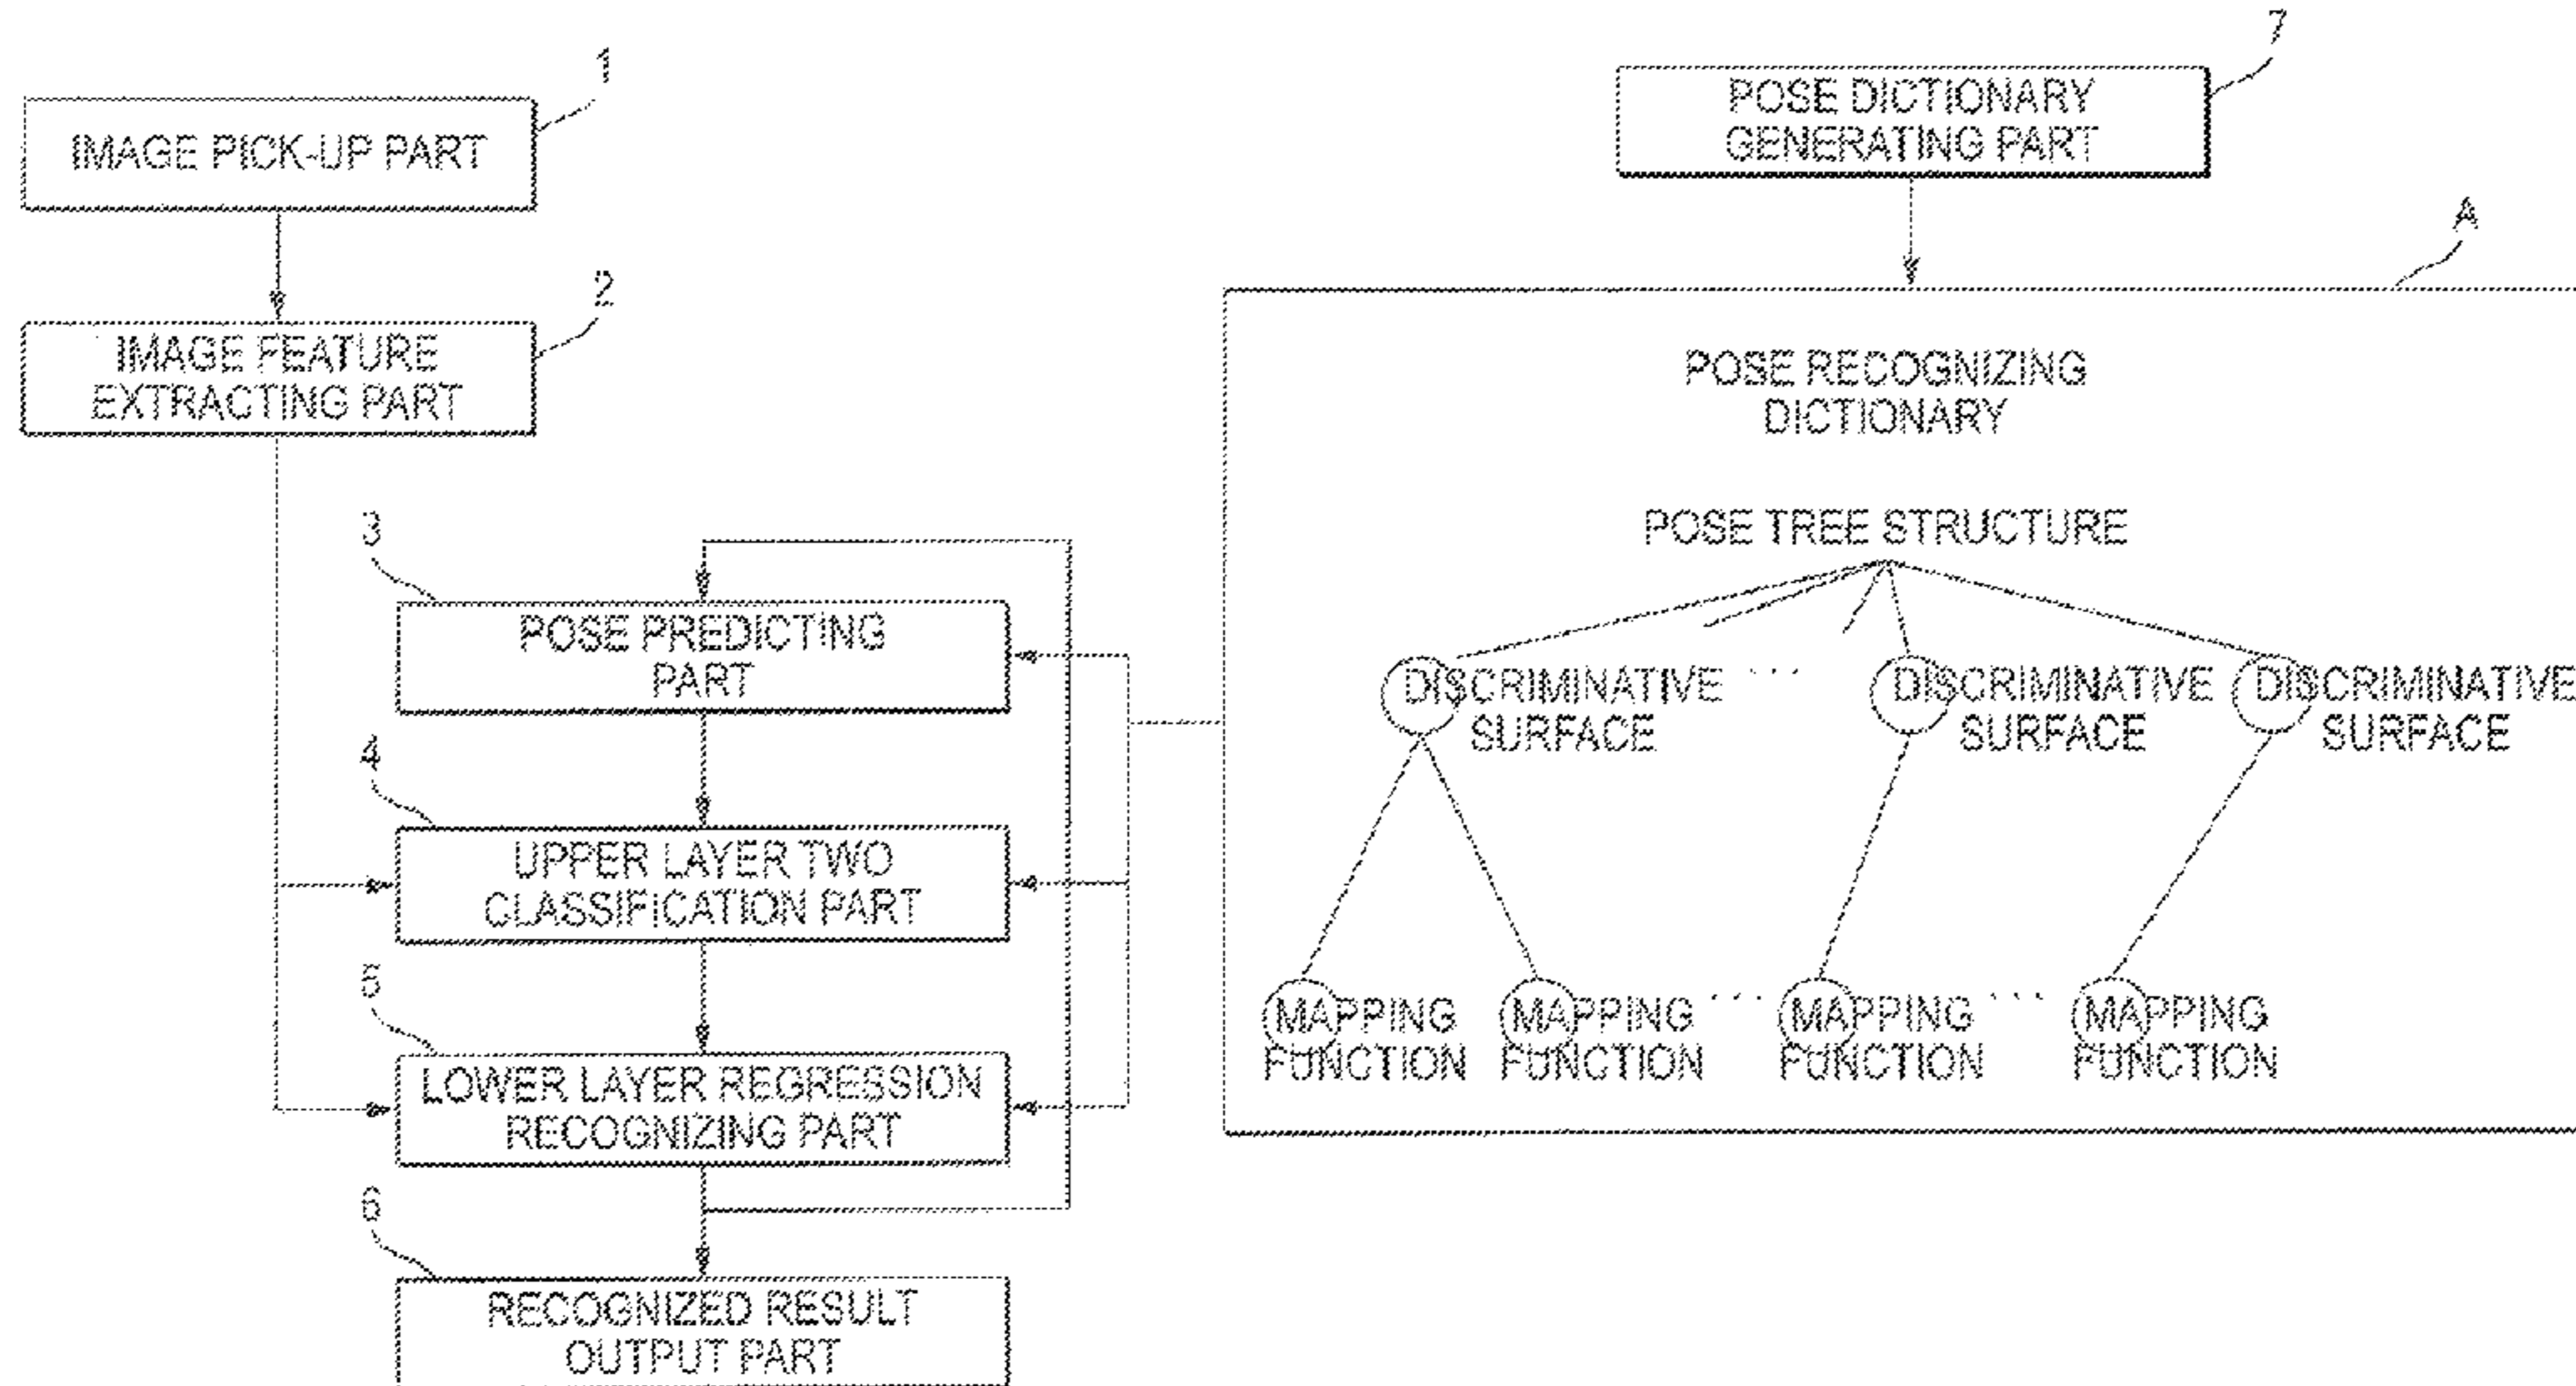 1
IMAGE PICK-UP PART
2
IMAGE FEATURE
EXTRACTING PART
3
POSE PREDICTING
PART
4
UPPER LAYER TWO
CLASSIFICATION PART
5
LOWER LAYER REGRESSION
RECOGNIZING PART
6
RECOGNIZED RESULT
OUTPUT PART
7
POSE DICTIONARY
GENERATING PART
A
POSE RECOGNIZING
DICTIONARY
POSE TREE STRUCTURE
DISCRIMINATIVE
SURFACE
...
DISCRIMINATIVE
SURFACE
DISCRIMINATIVE
SURFACE
MAPPING
FUNCTION
MAPPING
FUNCTION
...
MAPPING
FUNCTION
...
MAPPING
FUNCTION